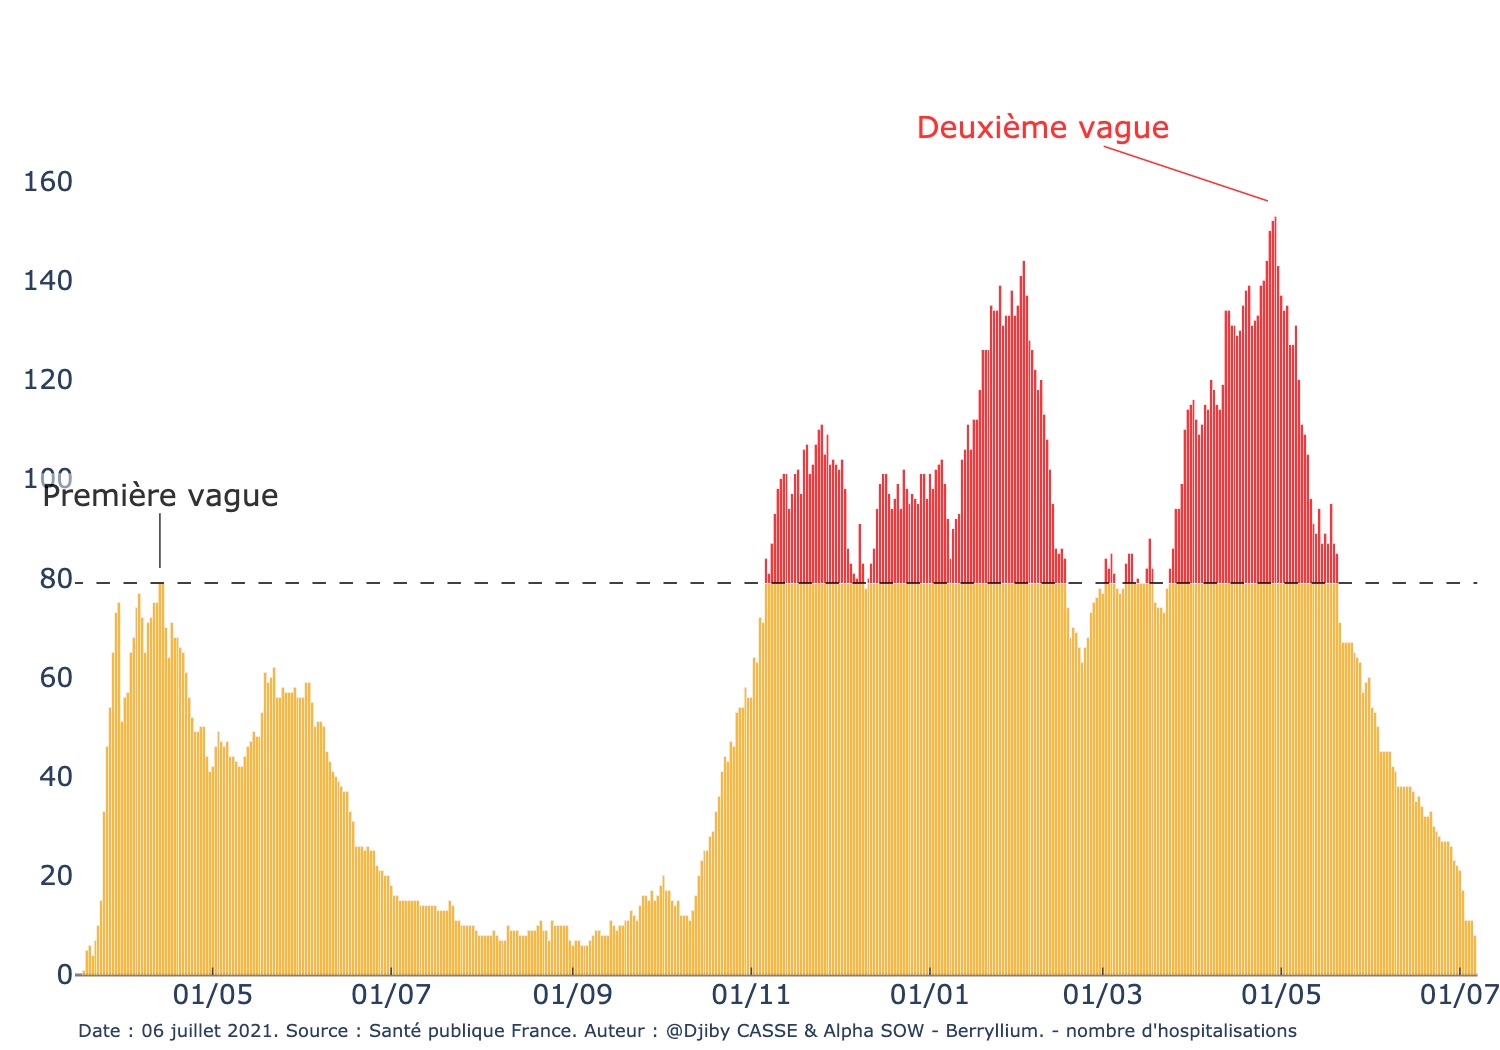 Deuxième vague
160
140
120
100
Première vague
80
60
40
20
0
01/05 01/07 01/09 01/11 01/01 01/03 01/05 01/07
Date : 06 juillet 2021. Source : Santé publique France. Auteur : @Djiby CASSE & Alpha SOW - Berryllium. - nombre d'hospitalisations